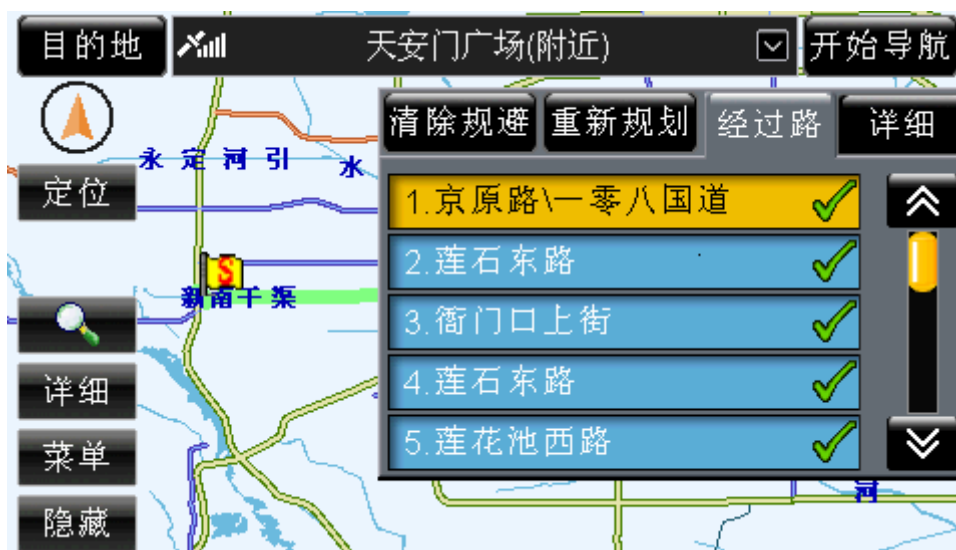 目的地
天安门广场(附近)
开始导航
清除规避
重新规划
经过路
详细
永定河引水
定位
1.京原路\一零八国道
2.莲石东路
新南干渠
3.衙门口上街
详细
4.莲石东路
菜单
5.莲花池西路
隐藏
河